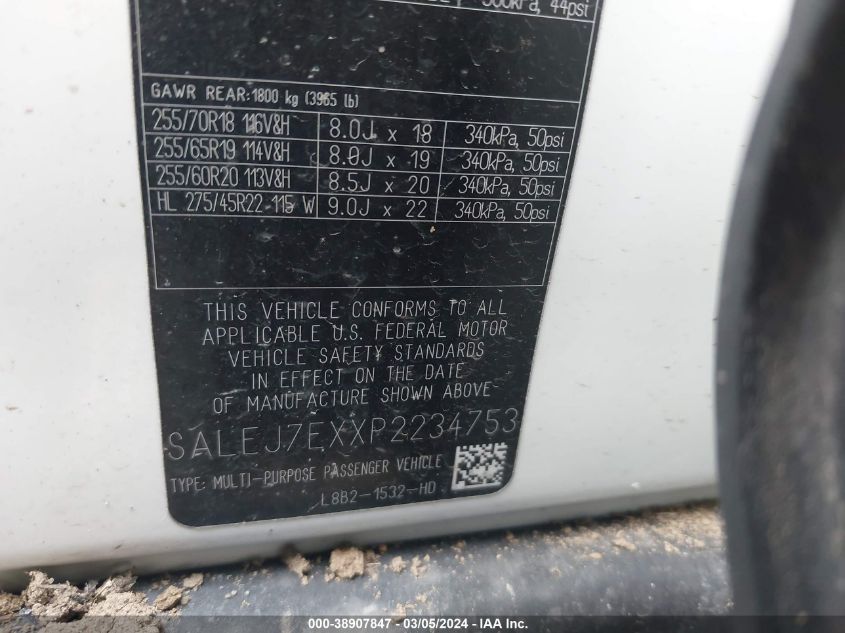 300kPa, 44psi
GAWR REAR:1800 kg (3965 lb)
255/70R18 116V&H 8.0J x 18 340kPa, 50psi
255/65R19 114V&H 8.0J x 19 340kPa, 50psi
255/60R20 113V&H 8.5J x 20 340kPa, 50psi
HL 275/45R22 115 W 9.0J x 22 340kPa, 50psi
THIS VEHICLE CONFORMS TO ALL
APPLICABLE U.S. FEDERAL MOTOR
VEHICLE SAFETY STANDARDS
IN EFFECT ON THE DATE
OF MANUFACTURE SHOWN ABOVE
SALEJ7EXXP2234753
TYPE: MULTI-PURPOSE PASSENGER VEHICLE
L8B2-1532-HD
000-38907847 - 03/05/2024 - IAA Inc.